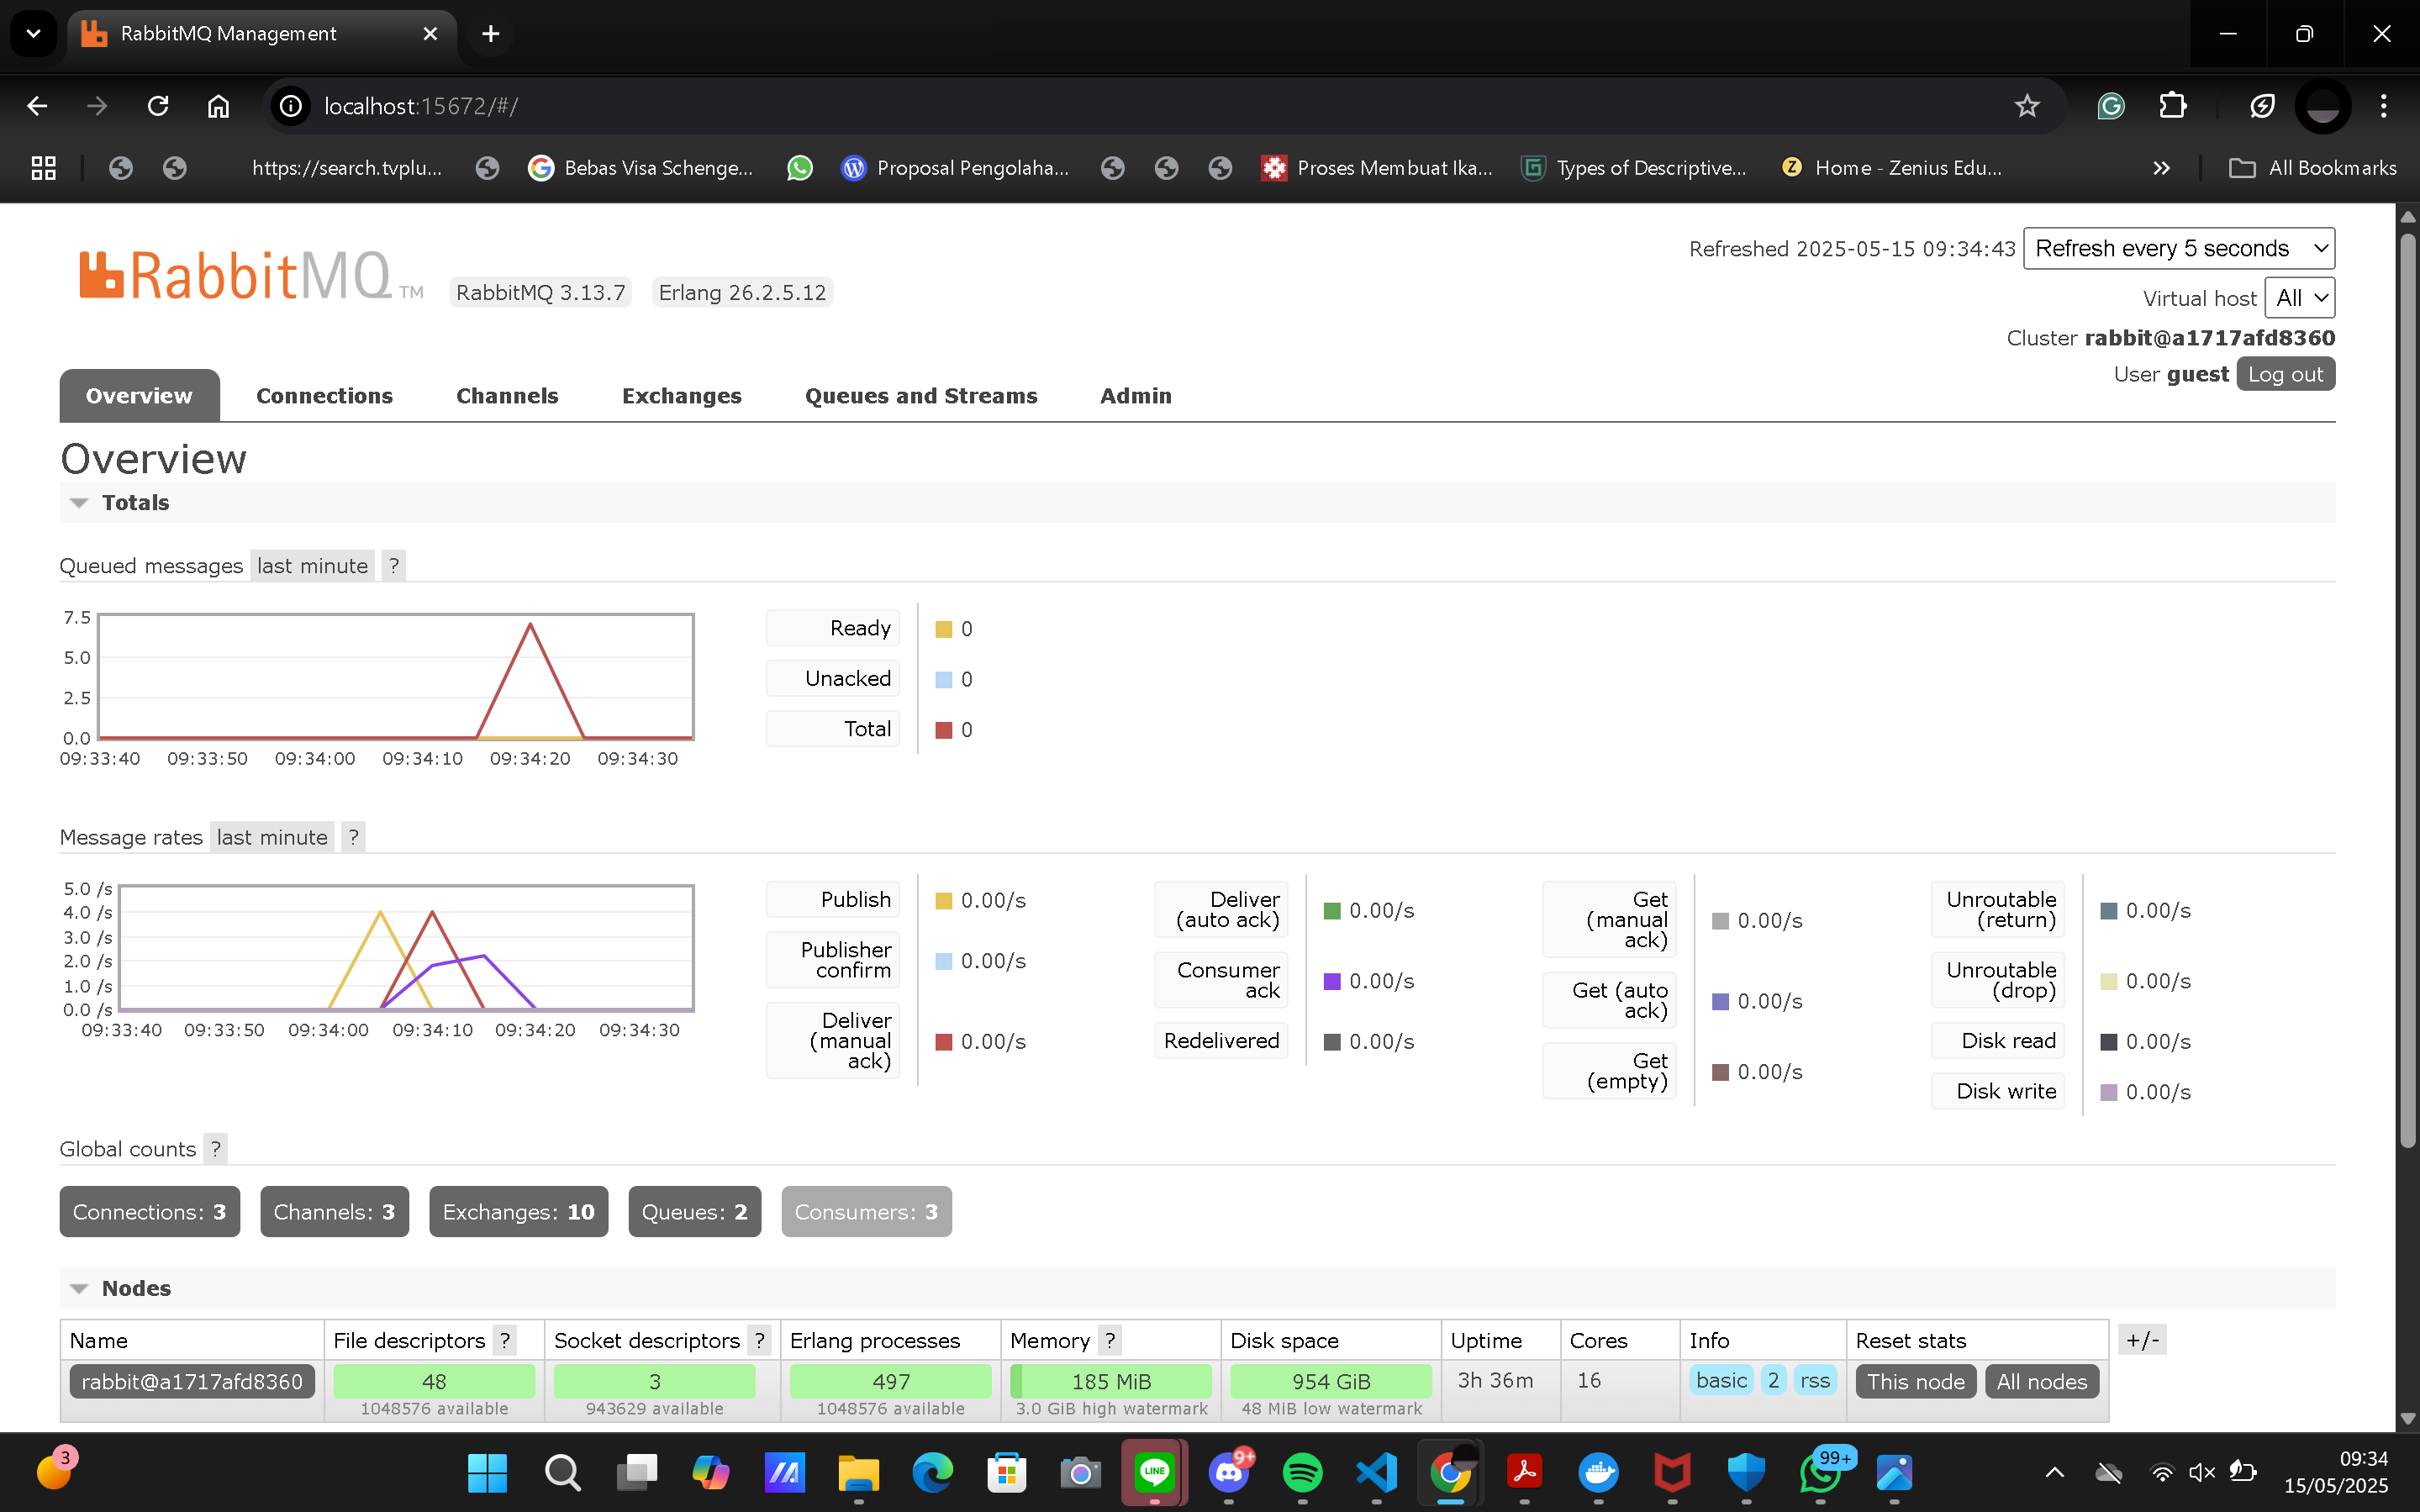 RabbitMQ Management
localhost:15672/#/
https://search.tvplu...
Bebas Visa Schenge...
Proposal Pengolaha...
Proses Membuat Ika...
Types of Descriptive...
Home - Zenius Edu...
All Bookmarks
RabbitMQ TM
RabbitMQ 3.13.7
Erlang 26.2.5.12
Refreshed 2025-05-15 09:34:43
Refresh every 5 seconds
Virtual host All
Cluster rabbit@a1717afd8360
User guest Log out
Overview Connections Channels Exchanges Queues and Streams Admin
Overview
Totals
Queued messages last minute ?
7.5
5.0
2.5
0.0
09:33:40 09:33:50 09:34:00 09:34:10 09:34:20 09:34:30
Ready 0
Unacked 0
Total 0
Message rates last minute ?
5.0 /s
4.0 /s
3.0 /s
2.0 /s
1.0 /s
0.0 /s
09:33:40 09:33:50 09:34:00 09:34:10 09:34:20 09:34:30
Publish 0.00/s
Publisher
confirm 0.00/s
Deliver
(manual
ack) 0.00/s
Deliver
(auto ack) 0.00/s
Consumer
ack 0.00/s
Redelivered 0.00/s
Get
(manual
ack) 0.00/s
Get (auto
ack) 0.00/s
Get
(empty) 0.00/s
Unroutable
(return) 0.00/s
Unroutable
(drop) 0.00/s
Disk read 0.00/s
Disk write 0.00/s
Global counts ?
Connections: 3 Channels: 3 Exchanges: 10 Queues: 2 Consumers: 3
Nodes
Name File descriptors ? Socket descriptors ? Erlang processes Memory ? Disk space Uptime Cores Info Reset stats +/-
rabbit@a1717afd8360 48 3 497 185 MiB 954 GiB 3h 36m 16 basic 2 rss This node All nodes
1048576 available 943629 available 1048576 available 3.0 GiB high watermark 48 MiB low watermark
3
LINE
9+
99+
09:34
15/05/2025